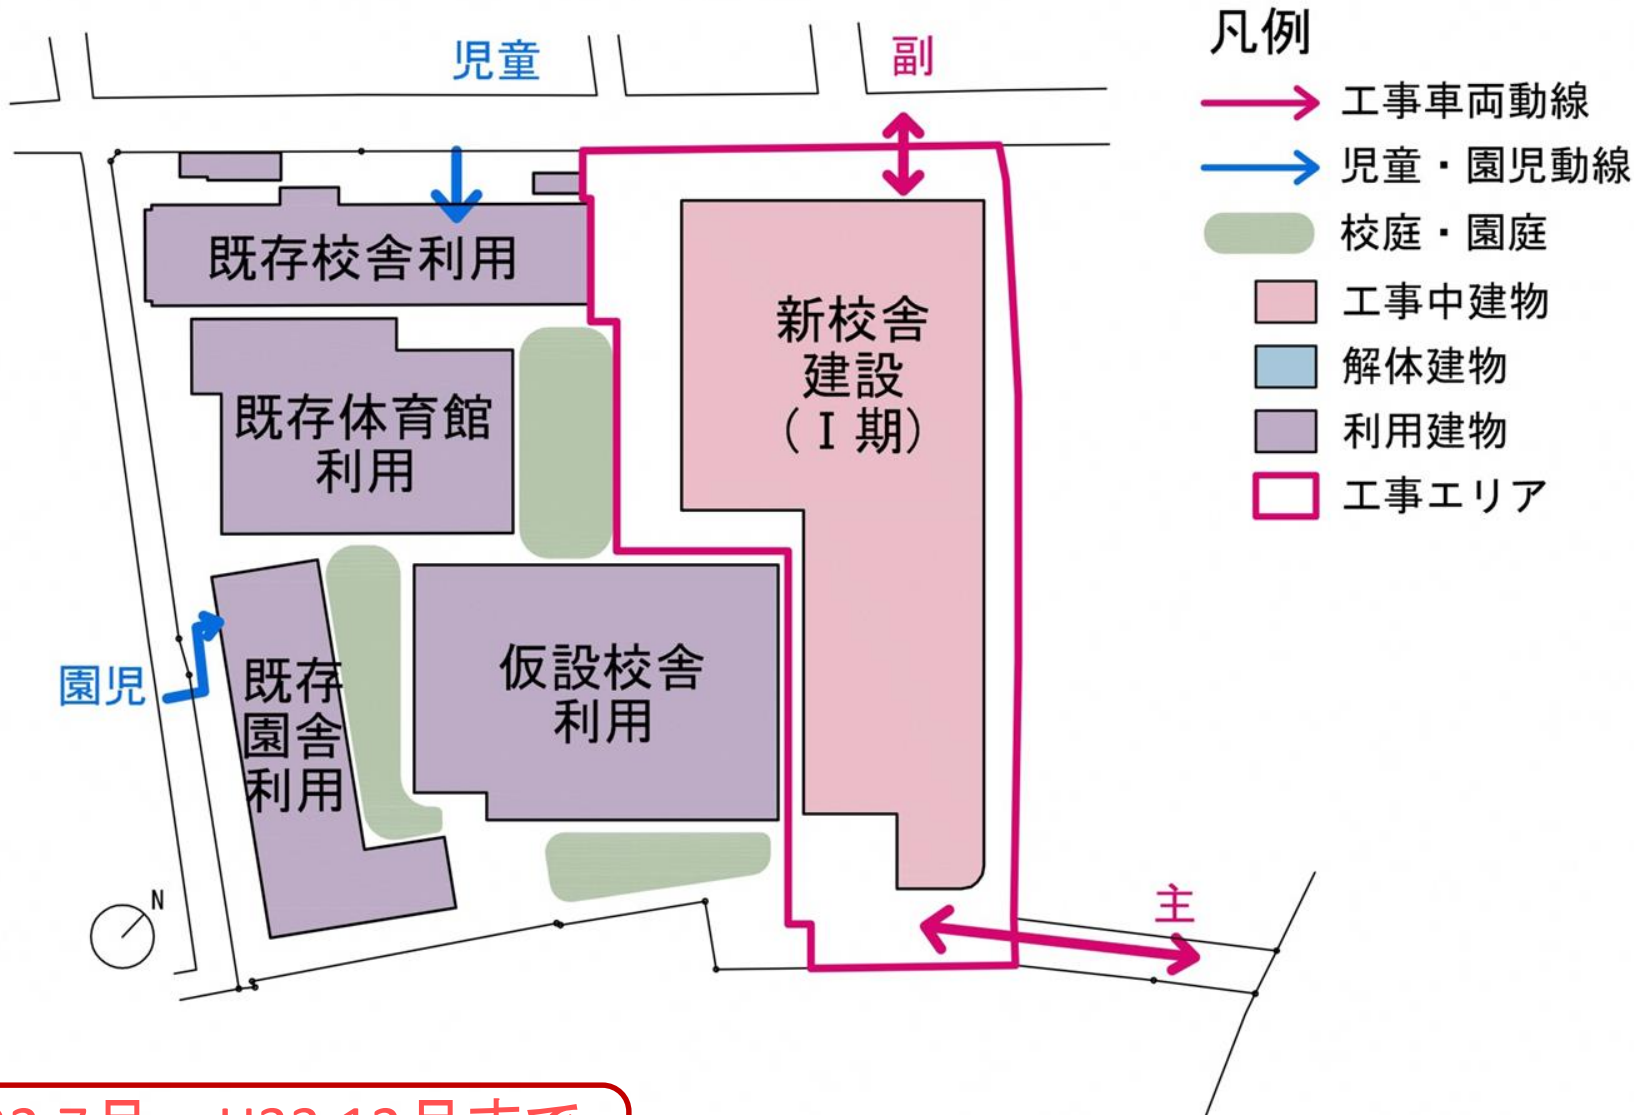 児童
副
凡例
工事車両動線
児童・園児動線
校庭・園庭
工事中建物
解体建物
利用建物
工事エリア
既存校舎利用
新校舎
建設
（Ⅰ期）
既存体育館
利用
園児
既存
園舎
利用
仮設校舎
利用
N
主